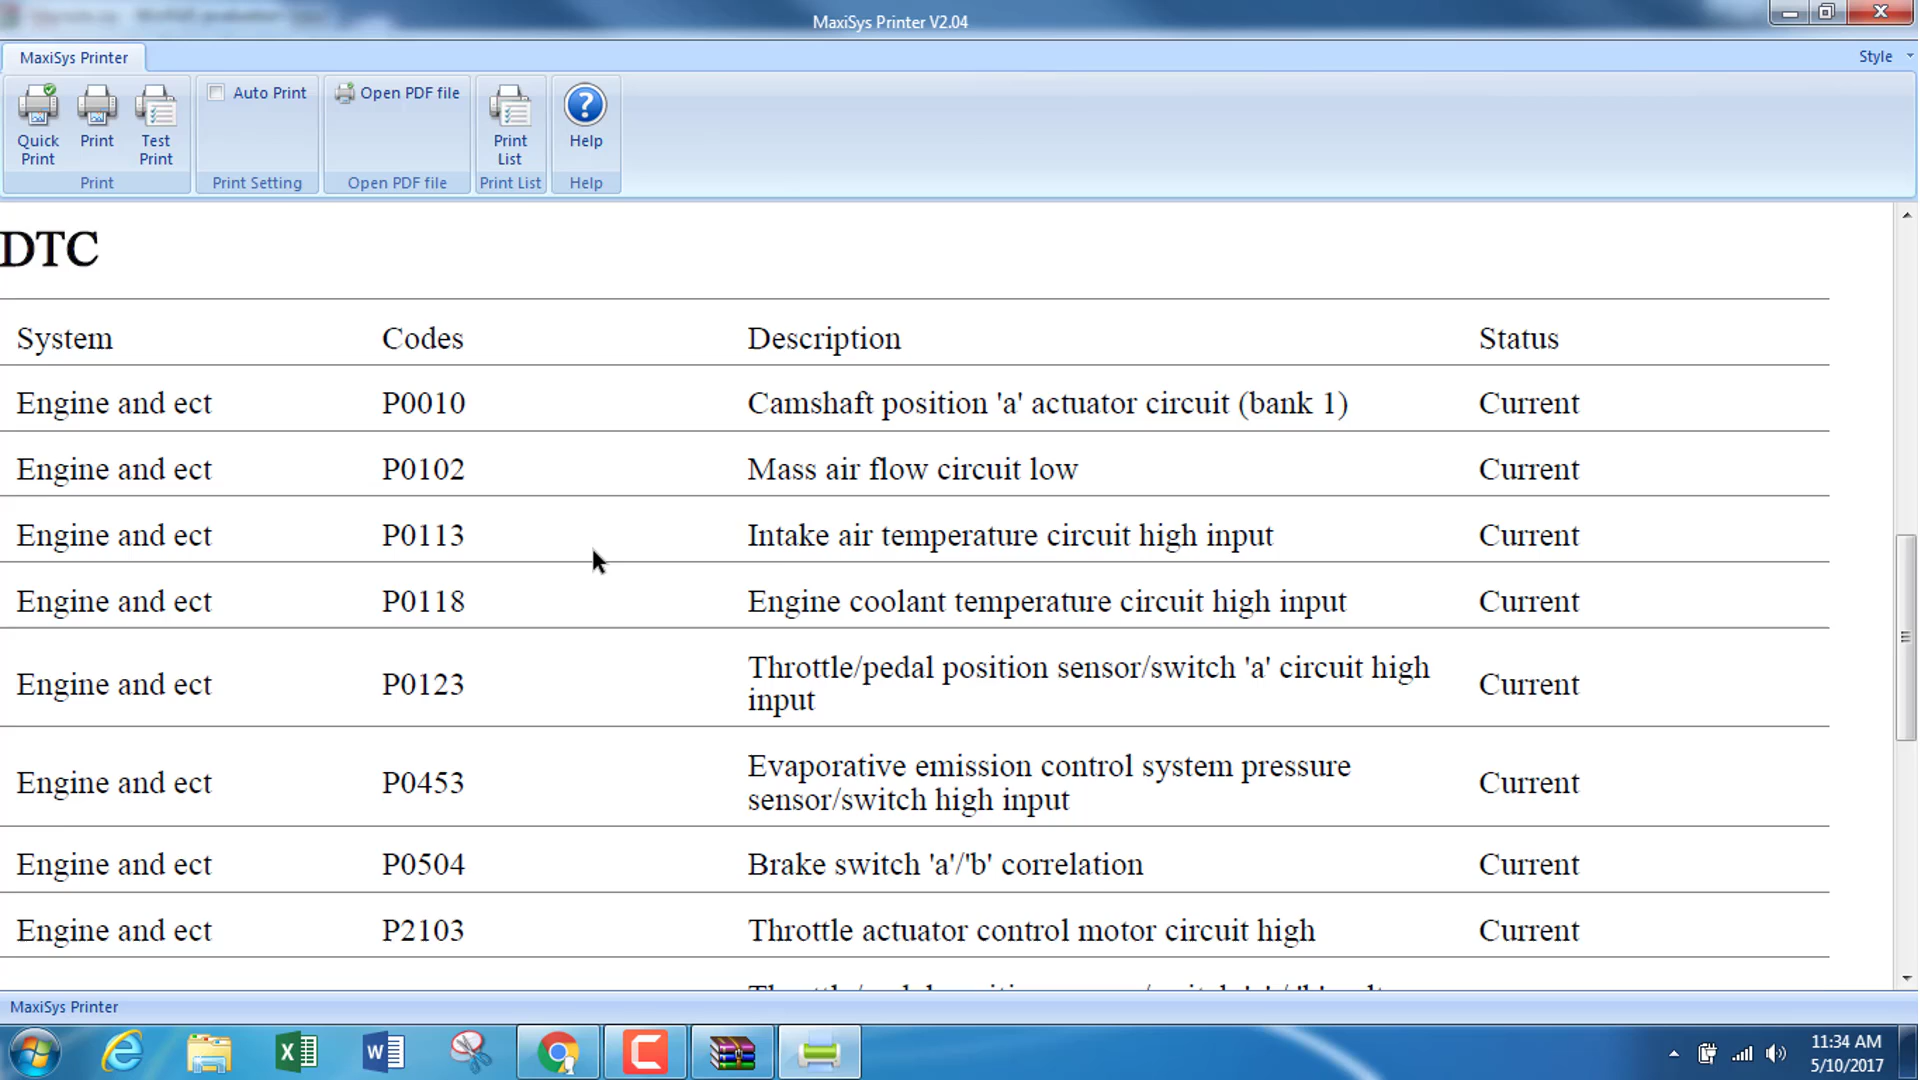 MaxiSys Printer V2.04
MaxiSys Printer
Style
Quick Print
Print
Test Print
Auto Print
Open PDF file
Print List
Help
Print
Print Setting
Open PDF file
Print List
Help
DTC
System Codes Description Status
Engine and ect P0010 Camshaft position 'a' actuator circuit (bank 1) Current
Engine and ect P0102 Mass air flow circuit low Current
Engine and ect P0113 Intake air temperature circuit high input Current
Engine and ect P0118 Engine coolant temperature circuit high input Current
Engine and ect P0123 Throttle/pedal position sensor/switch 'a' circuit high
input Current
Engine and ect P0453 Evaporative emission control system pressure
sensor/switch high input Current
Engine and ect P0504 Brake switch 'a'/'b' correlation Current
Engine and ect P2103 Throttle actuator control motor circuit high Current
MaxiSys Printer
11:34 AM
5/10/2017